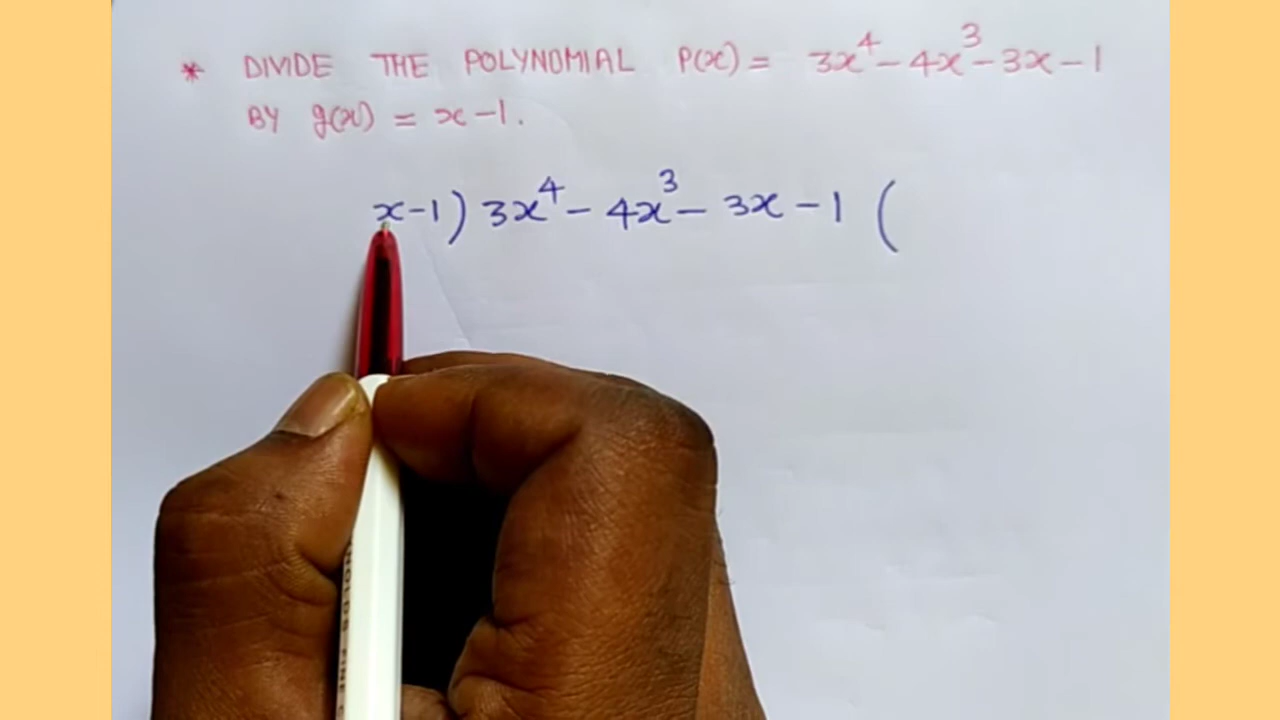 * DIVIDE THE POLYNOMIAL P(x) = 3x⁴ - 4x³ - 3x - 1
BY g(x) = x - 1.
x - 1 ) 3x⁴ - 4x³ - 3x - 1 (